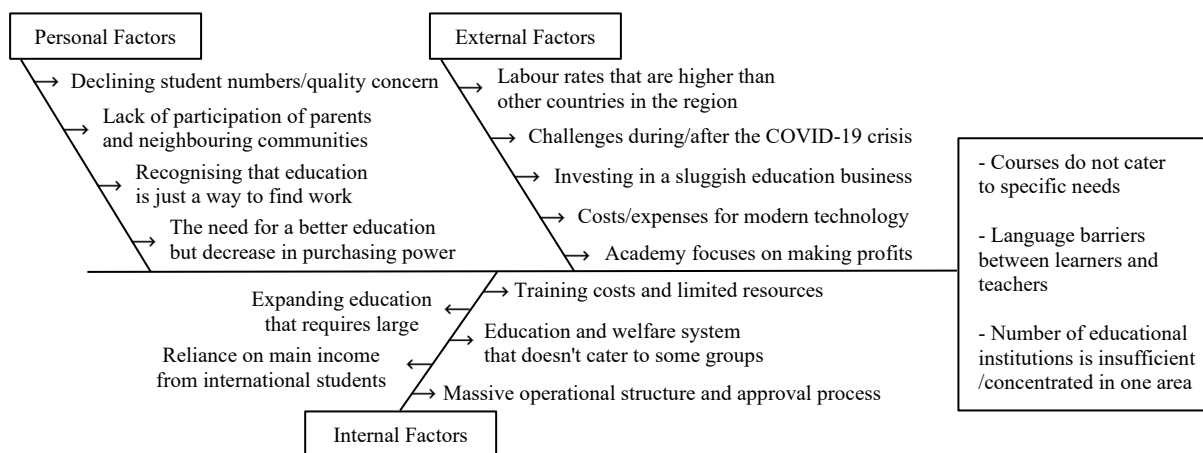 Personal Factors
Declining student numbers/quality concern
Lack of participation of parents
and neighbouring communities
Recognising that education
is just a way to find work
The need for a better education
but decrease in purchasing power
External Factors
Labour rates that are higher than
other countries in the region
Challenges during/after the COVID-19 crisis
Investing in a sluggish education business
Costs/expenses for modern technology
Academy focuses on making profits
Expanding education
that requires large
Reliance on main income
from international students
Training costs and limited resources
Education and welfare system
that doesn't cater to some groups
Massive operational structure and approval process
Internal Factors
- Courses do not cater
to specific needs
- Language barriers
between learners and
teachers
- Number of educational
institutions is insufficient
/concentrated in one area